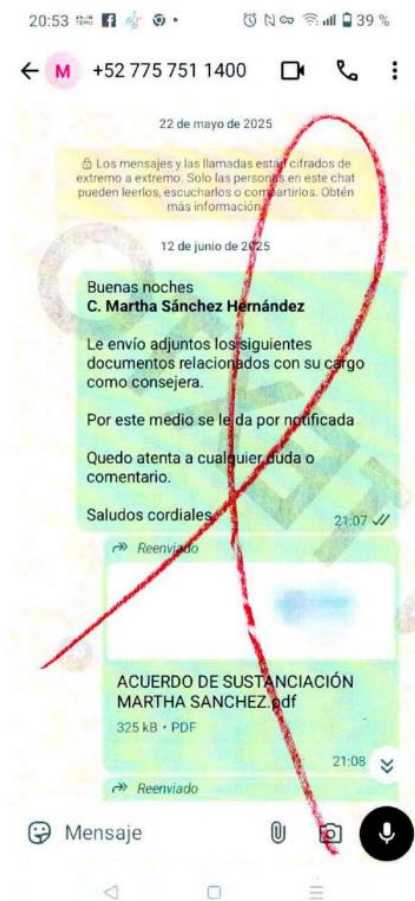 20:53
39 %
M +52 775 751 1400
22 de mayo de 2025
Los mensajes y las llamadas están cifrados de
extremo a extremo. Solo las personas en este chat
pueden leerlos, escucharlos o compartirlos. Obtén
más información.
12 de junio de 2025
Buenas noches
C. Martha Sánchez Hernández
Le envío adjuntos los siguientes
documentos relacionados con su cargo
como consejera.
Por este medio se le da por notificada
Quedo atenta a cualquier duda o
comentario.
Saludos cordiales
21:07
Reenviado
ACUERDO DE SUSTANCIACIÓN
MARTHA SANCHEZ.pdf
325 kB • PDF
21:08
Reenviado
Mensaje